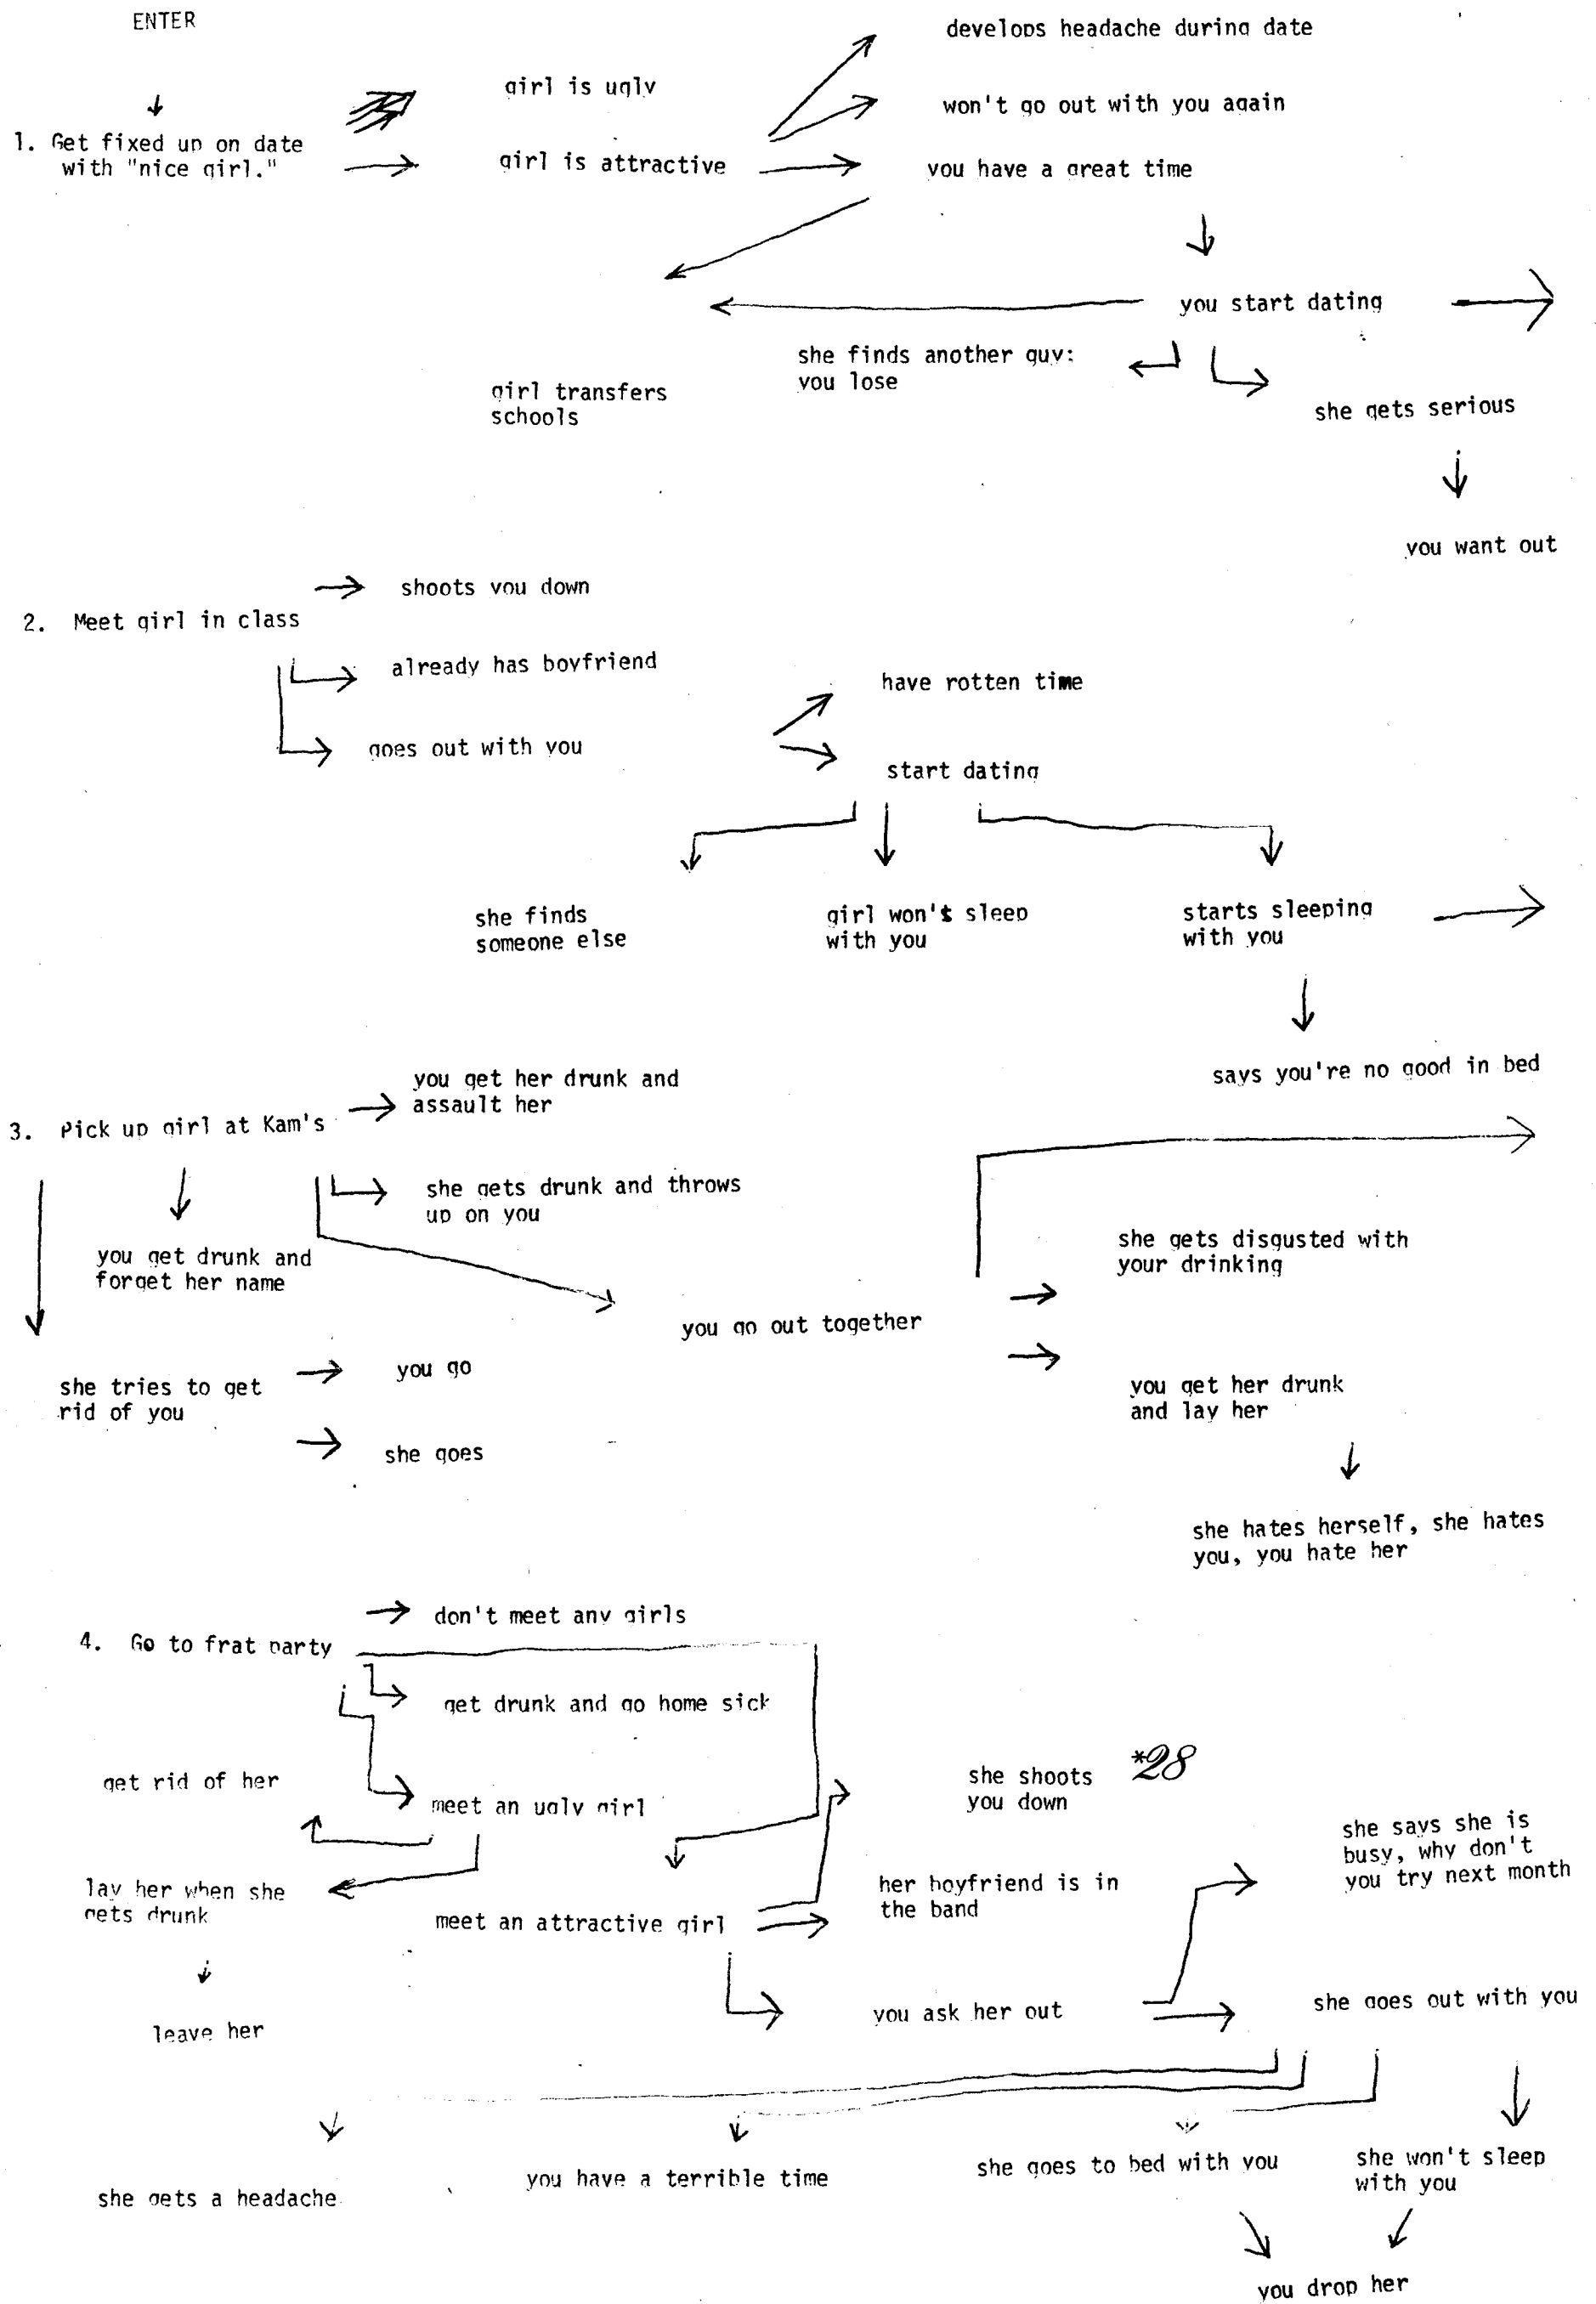 ENTER
develops headache during date
girl is ugly
won't go out with you again
1. Get fixed up on date
with "nice girl."
girl is attractive
you have a great time
you start dating
she finds another guy:
you lose
girl transfers
schools
she gets serious
you want out
shoots you down
2. Meet girl in class
already has boyfriend
have rotten time
goes out with you
start dating
she finds
someone else
girl won't sleep
with you
starts sleeping
with you
says you're no good in bed
you get her drunk and
assault her
3. Pick up girl at Kam's
she gets drunk and throws
up on you
you get drunk and
forget her name
she gets disgusted with
your drinking
you go out together
she tries to get
rid of you
you go
she goes
you get her drunk
and lay her
she hates herself, she hates
you, you hate her
don't meet any girls
4. Go to frat party
get drunk and go home sick
get rid of her
meet an ugly girl
she shoots
you down
*28
she says she is
busy, why don't
you try next month
lay her when she
gets drunk
her boyfriend is in
the band
meet an attractive girl
you ask her out
she goes out with you
leave her
she gets a headache
you have a terrible time
she goes to bed with you
she won't sleep
with you
you drop her